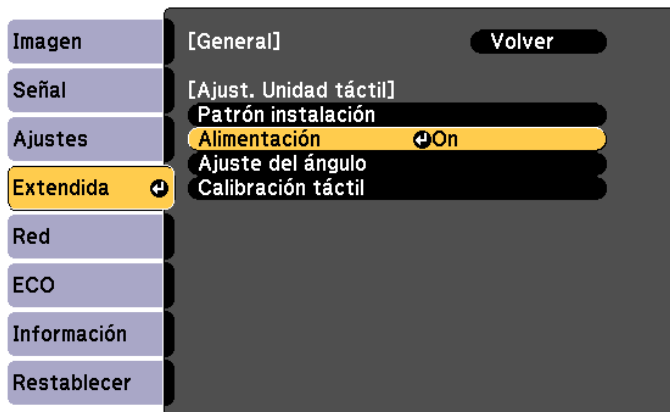 Imagen
Señal
Ajustes
Extendida
Red
ECO
Información
Restablecer
[General] Volver
[Ajust. Unidad táctil]
Patrón instalación
Alimentación On
Ajuste del ángulo
Calibración táctil